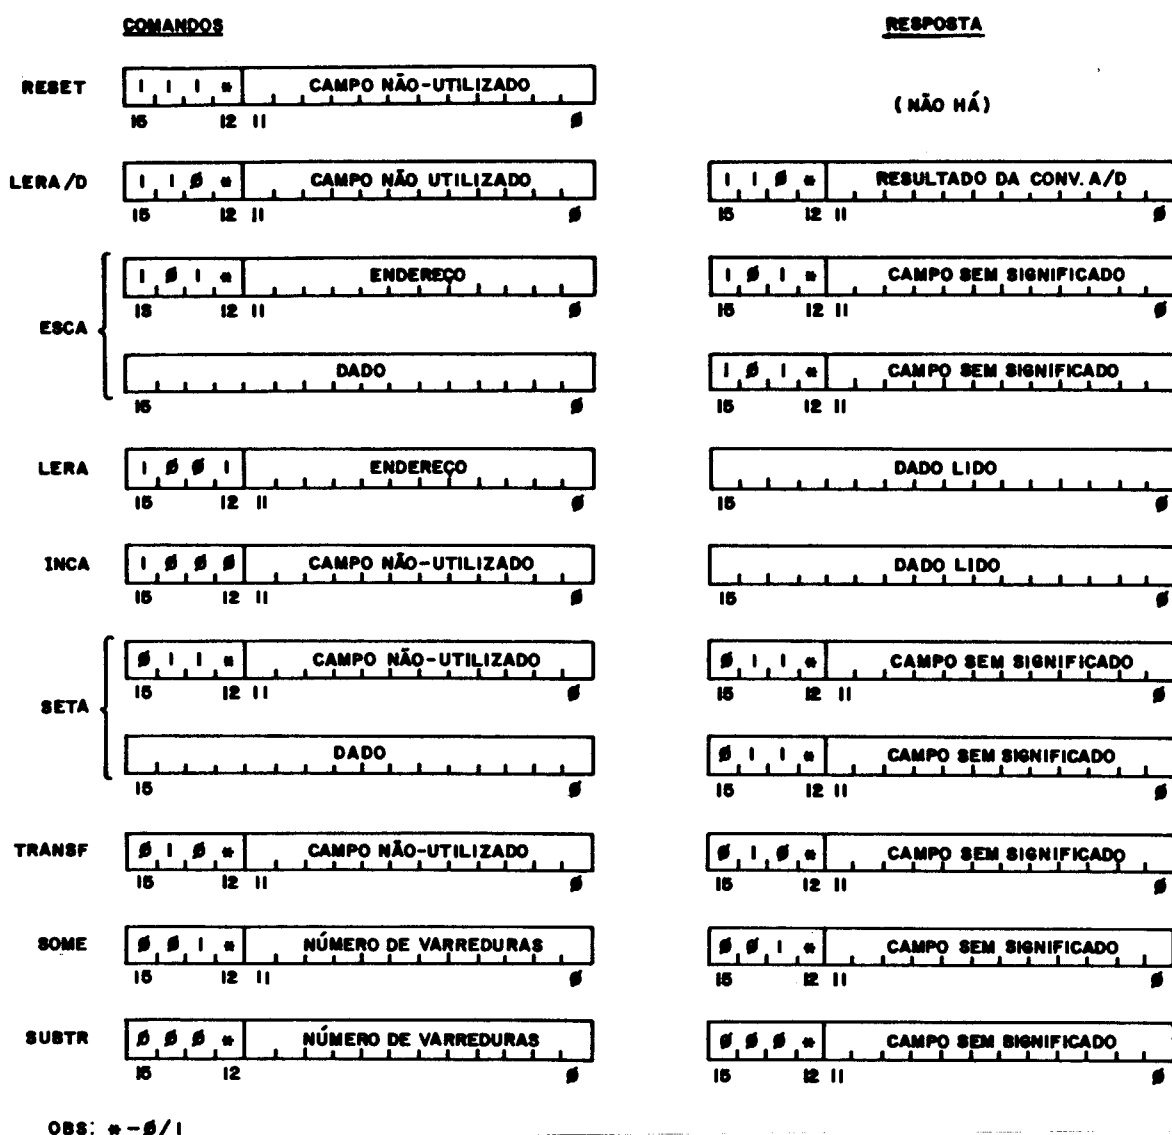 COMANDOS RESPOSTA
RESET 1 1 1 * CAMPO NÃO-UTILIZADO
15 12 11 Ø
(NÃO HÁ)
LERA/D 1 1 Ø * CAMPO NÃO UTILIZADO 1 1 Ø * RESULTADO DA CONV. A/D
15 12 11 Ø 15 12 11 Ø
1 Ø 1 * ENDEREÇO 1 Ø 1 * CAMPO SEM SIGNIFICADO
15 12 11 Ø 15 12 11 Ø
ESCA
DADO 1 Ø 1 * CAMPO SEM SIGNIFICADO
15 Ø 15 12 11
LERA 1 Ø Ø 1 ENDEREÇO DADO LIDO
15 12 11 Ø 15 Ø
INCA 1 Ø Ø Ø CAMPO NÃO-UTILIZADO DADO LIDO
15 12 11 Ø 15 Ø
Ø 1 1 * CAMPO NÃO-UTILIZADO Ø 1 1 * CAMPO SEM SIGNIFICADO
15 12 11 Ø 15 12 11 Ø
SETA
DADO Ø 1 1 * CAMPO SEM SIGNIFICADO
15 Ø 15 12 11 Ø
TRANSF Ø 1 Ø * CAMPO NÃO-UTILIZADO Ø 1 Ø * CAMPO SEM SIGNIFICADO
15 12 11 Ø 15 12 11 Ø
SOME Ø Ø 1 * NÚMERO DE VARREDURAS Ø Ø 1 * CAMPO SEM SIGNIFICADO
15 12 11 Ø 15 12 11 Ø
SUBTR Ø Ø Ø * NÚMERO DE VARREDURAS Ø Ø Ø * CAMPO SEM SIGNIFICADO
15 12 Ø 15 12 11 Ø
OBS: * - Ø/1